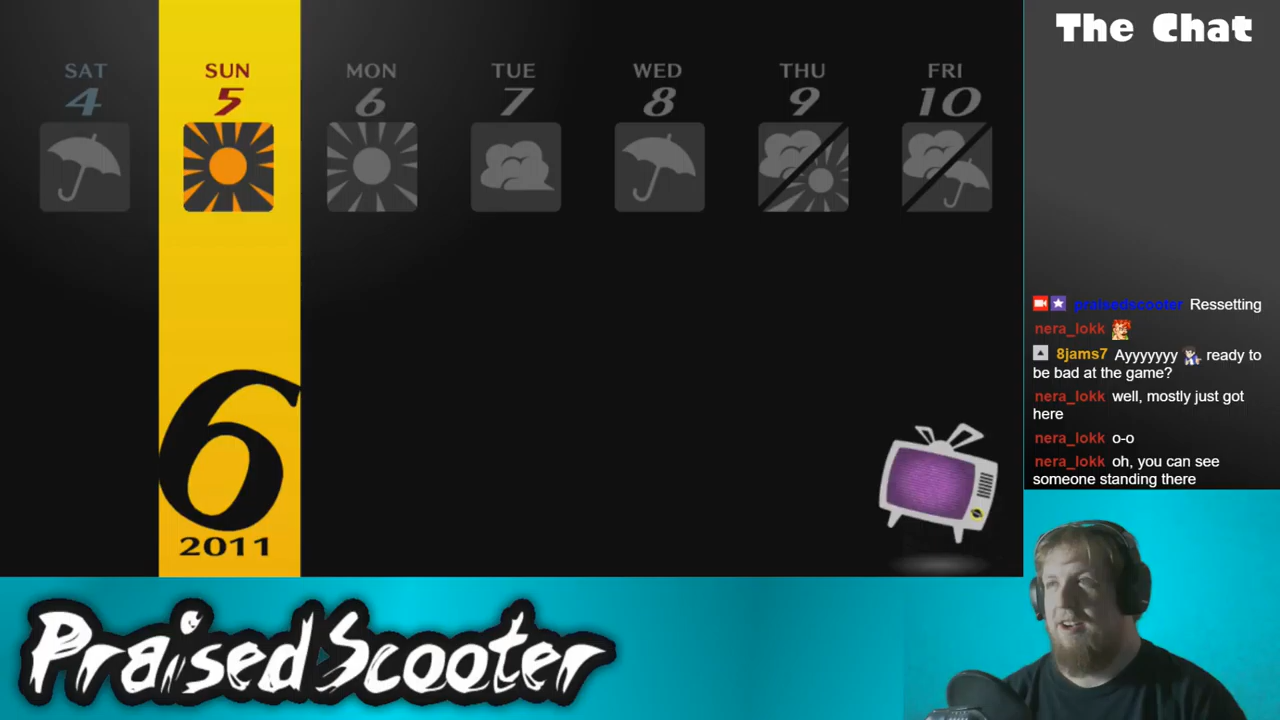 The Chat
SAT SUN MON TUE WED THU FRI
4 5 6 7 8 9 10
6
2011
praisedscooter Ressetting
nera_lokk
8jams7 Ayyyyyyy ready to
be bad at the game?
nera_lokk well, mostly just got
here
nera_lokk o-o
nera_lokk oh, you can see
someone standing there
PraisedScooter